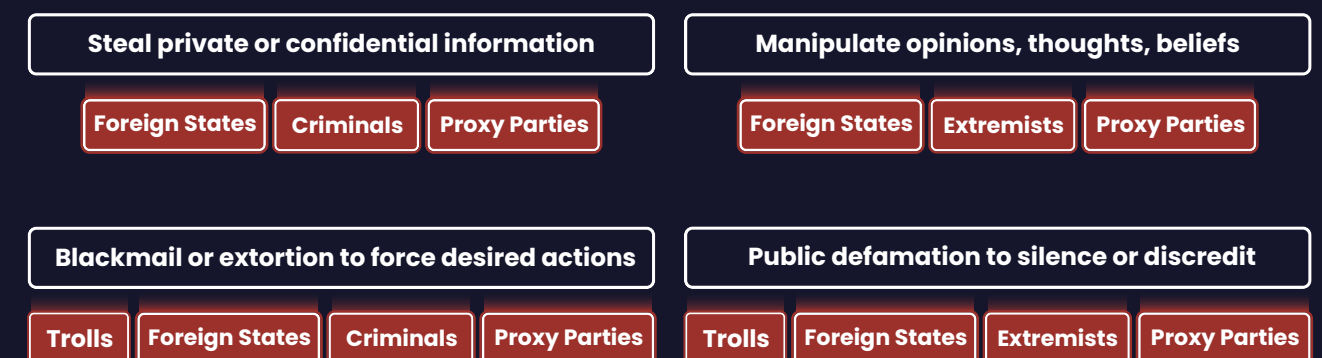 Steal private or confidential information
Foreign States
Criminals
Proxy Parties
Manipulate opinions, thoughts, beliefs
Foreign States
Extremists
Proxy Parties
Blackmail or extortion to force desired actions
Trolls
Foreign States
Criminals
Proxy Parties
Public defamation to silence or discredit
Trolls
Foreign States
Extremists
Proxy Parties